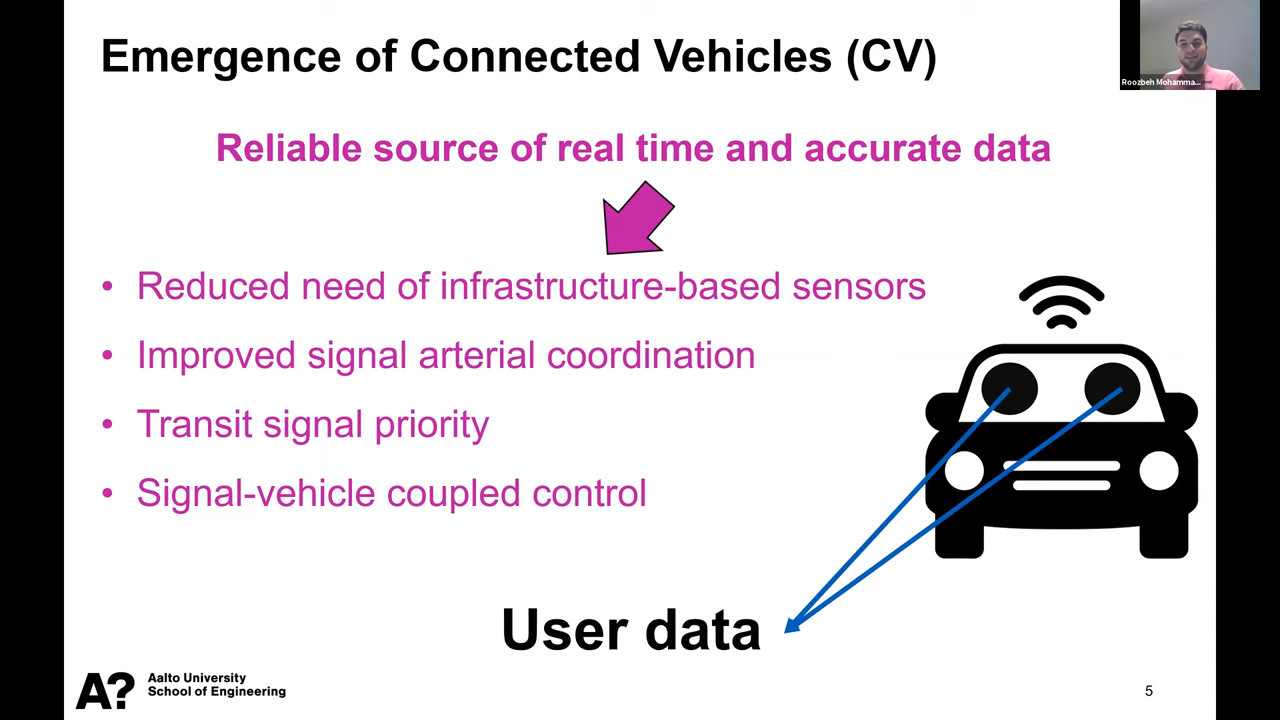 Emergence of Connected Vehicles (CV)
Roozbeh Mohamma...
Reliable source of real time and accurate data
• Reduced need of infrastructure-based sensors
• Improved signal arterial coordination
• Transit signal priority
• Signal-vehicle coupled control
User data
A?
Aalto University
School of Engineering
5